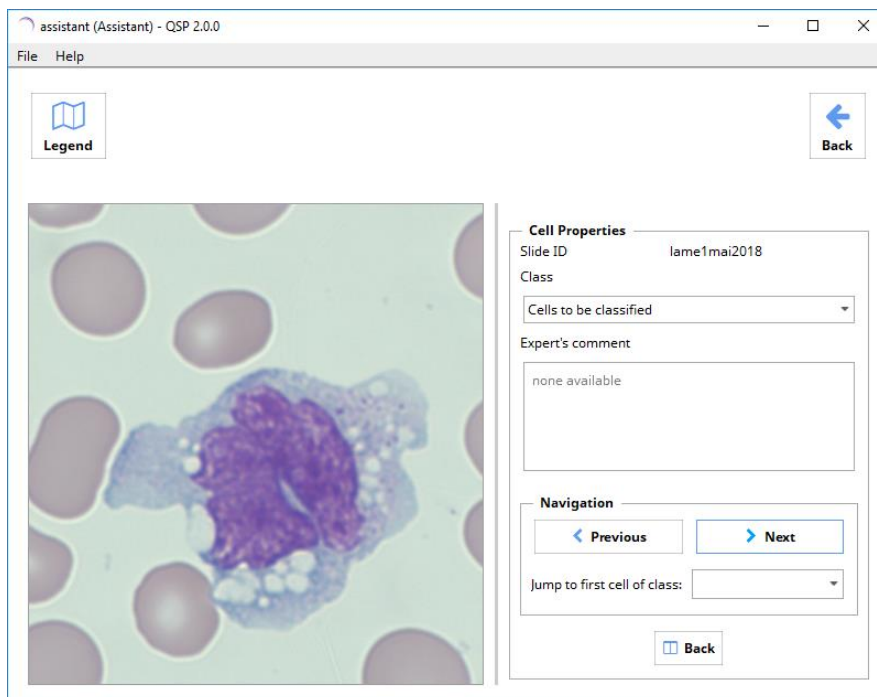 assistant (Assistant) - QSP 2.0.0
File Help
Legend
Back
Cell Properties
Slide ID lame1mai2018
Class
Cells to be classified
Expert's comment
none available
Navigation
Previous Next
Jump to first cell of class:
Back